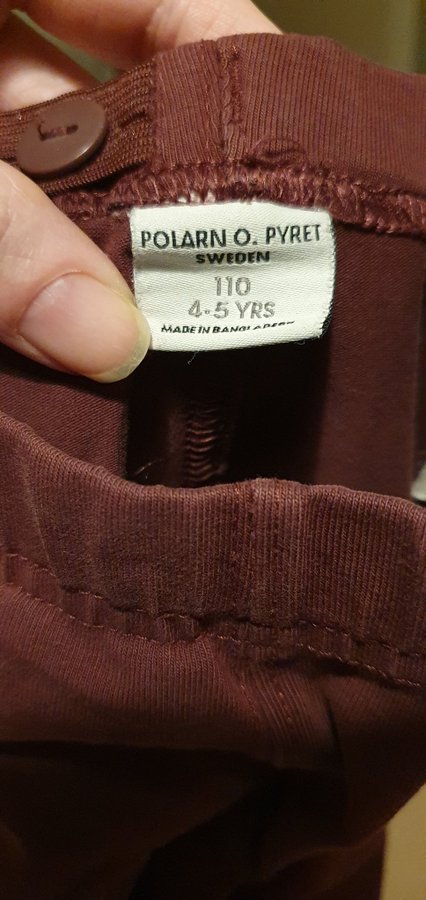 POLARN O. PYRET
SWEDEN
110
4-5 YRS
MADE IN BANGLADESH